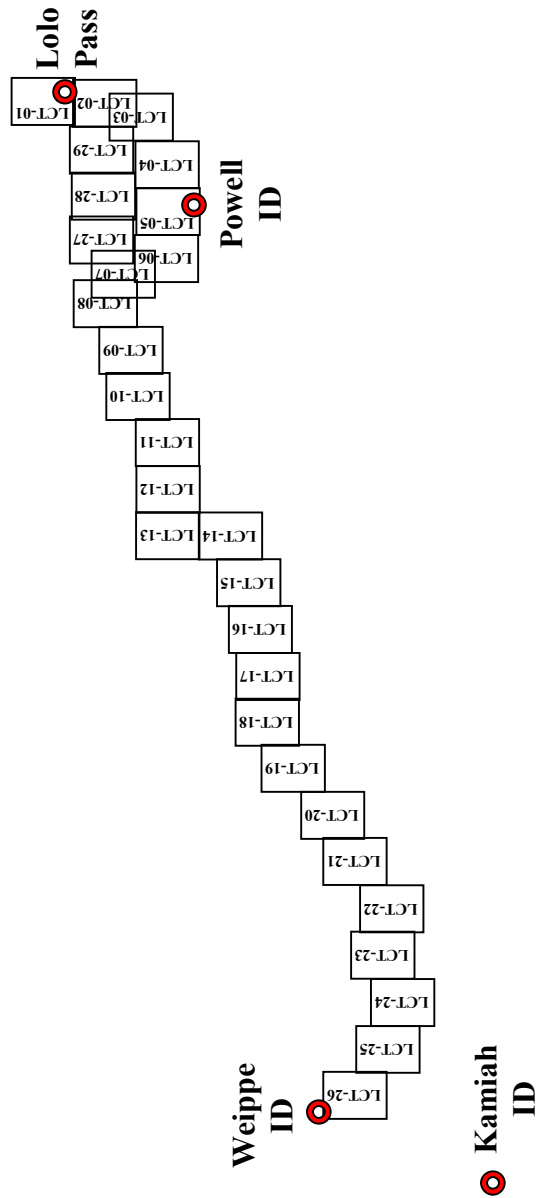 Lolo
Pass
LCT-01
LCT-02
LCT-03
LCT-29
LCT-04
LCT-28
LCT-05
Powell
ID
LCT-27
LCT-06
LCT-07
LCT-08
LCT-09
LCT-10
LCT-11
LCT-12
LCT-13
LCT-14
LCT-15
LCT-16
LCT-17
LCT-18
LCT-19
LCT-20
LCT-21
LCT-22
LCT-23
LCT-24
LCT-25
LCT-26
Weippe
ID
Kamiah
ID